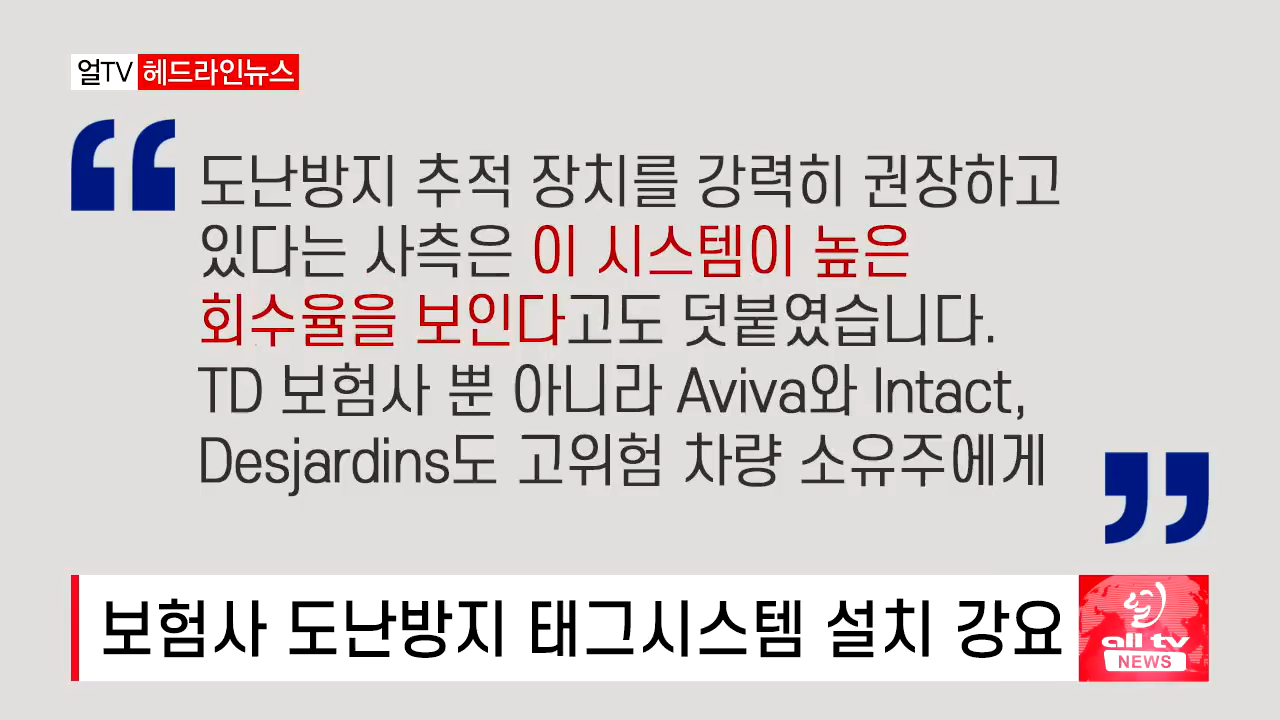 얼TV 헤드라인뉴스
도난방지 추적 장치를 강력히 권장하고
있다는 사측은 이 시스템이 높은
회수율을 보인다고도 덧붙였습니다.
TD 보험사 뿐 아니라 Aviva와 Intact,
Desjardins도 고위험 차량 소유주에게
보험사 도난방지 태그시스템 설치 강요
all tv
NEWS